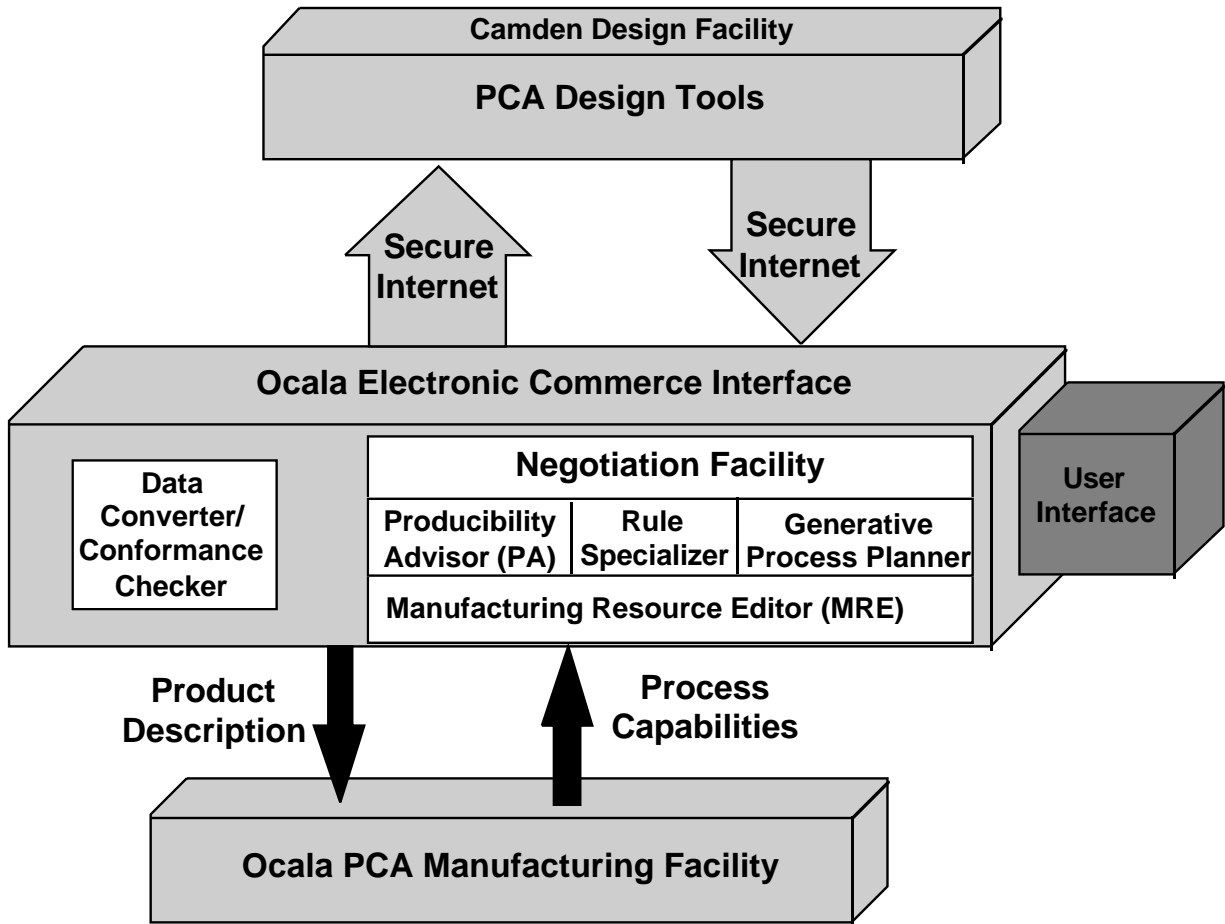 Camden Design Facility
PCA Design Tools
Secure
Internet
Secure
Internet
Ocala Electronic Commerce Interface
Data
Converter/
Conformance
Checker
Negotiation Facility
Producibility
Advisor (PA)
Rule
Specializer
Generative
Process Planner
Manufacturing Resource Editor (MRE)
User
Interface
Product
Description
Process
Capabilities
Ocala PCA Manufacturing Facility